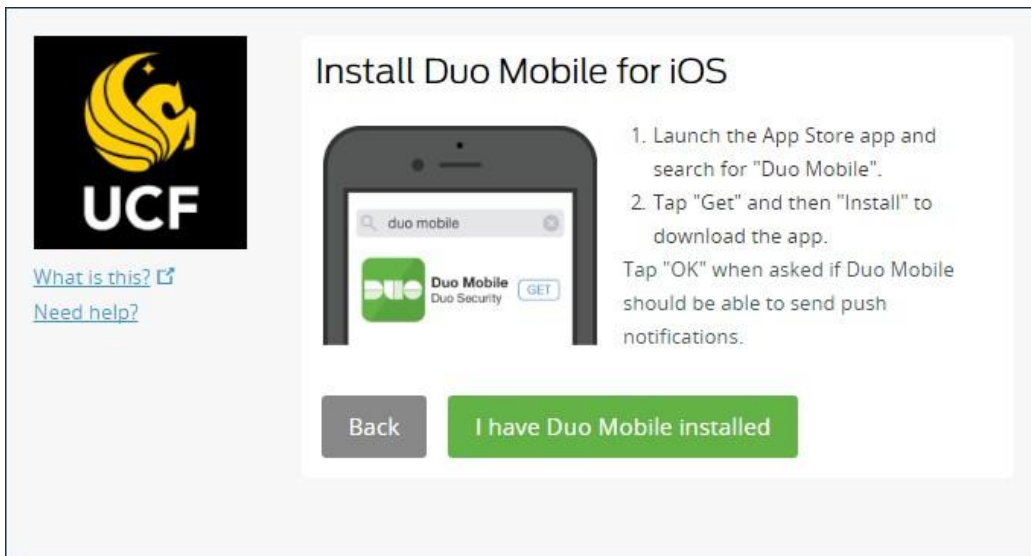 UCF
What is this?
Need help?
Install Duo Mobile for iOS
duo mobile
DUO
Duo Mobile
Duo Security
GET
1. Launch the App Store app and
search for "Duo Mobile".
2. Tap "Get" and then "Install" to
download the app.
Tap "OK" when asked if Duo Mobile
should be able to send push
notifications.
Back
I have Duo Mobile installed